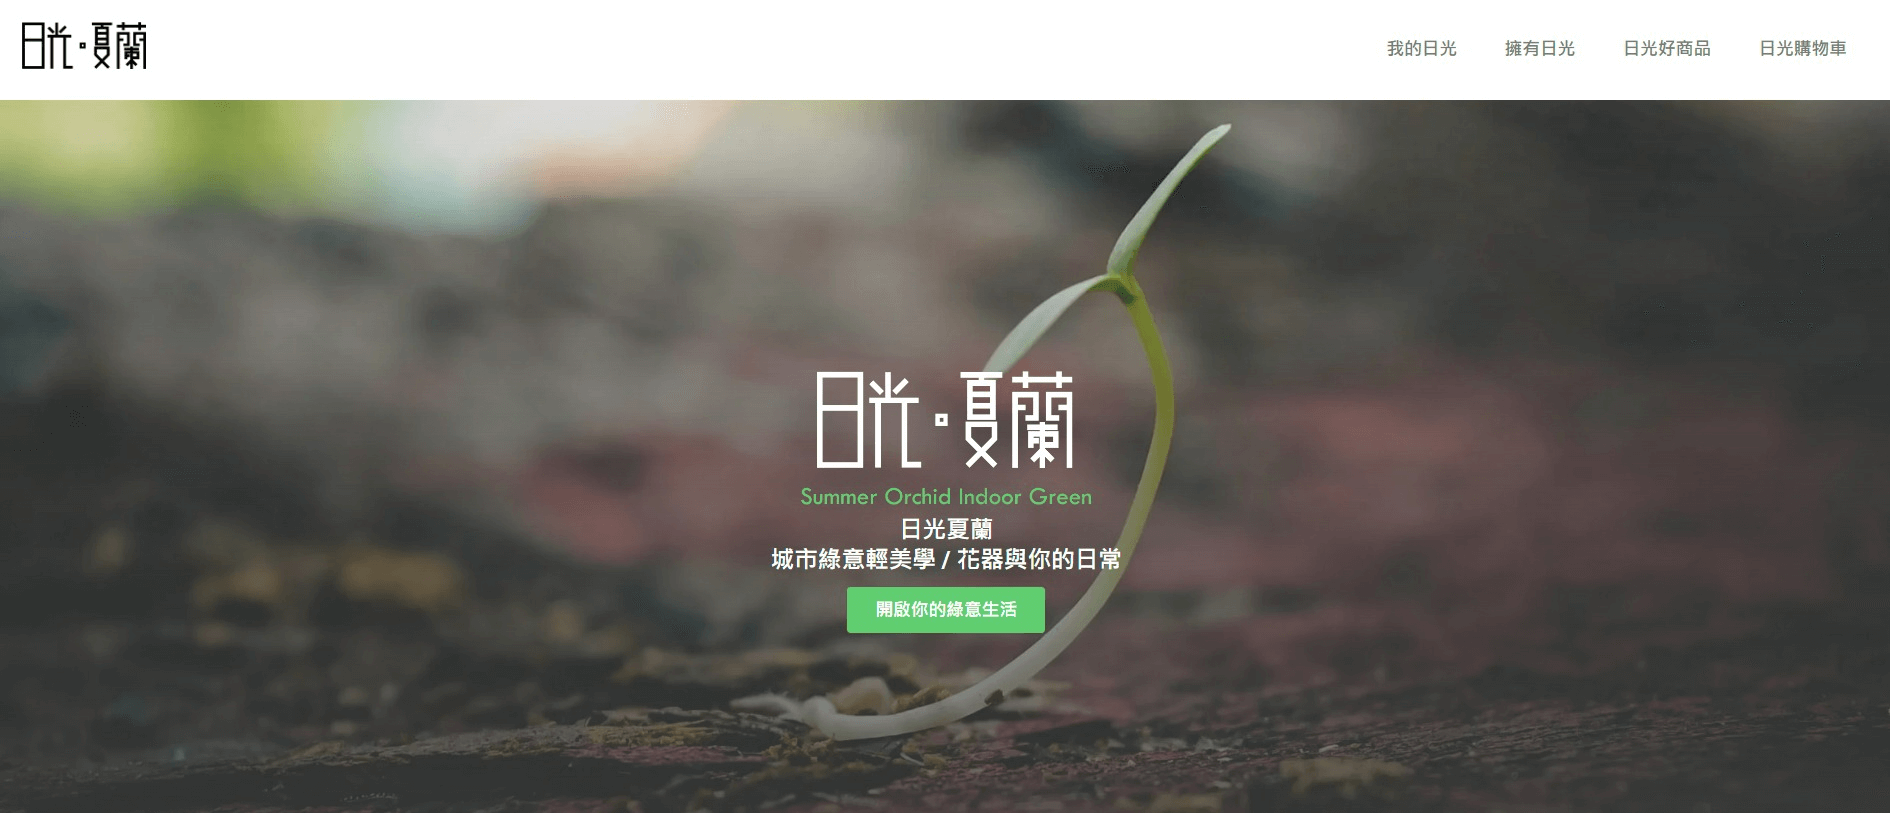 日光·夏蘭
我的日光
擁有日光
日光好商品
日光購物車
日光·夏蘭
Summer Orchid Indoor Green
日光夏蘭
城市綠意輕美學 / 花器與你的日常
開啟你的綠意生活